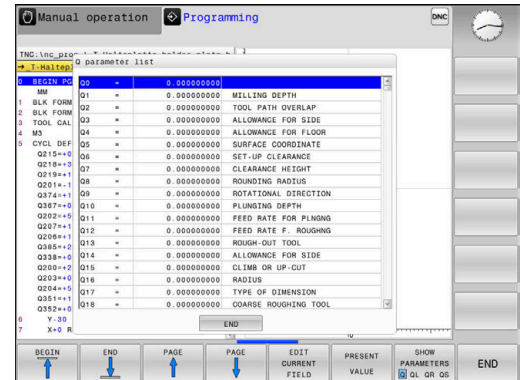 Manual operation
Programming
DNC
TNC:\nc_prog
→_T-Haltepl
Q parameter list
0 BEGIN PG
MM
1 BLK FORM
2 BLK FORM
3 TOOL CAL
4 M3
5 CYCL DEF
Q215=+0
Q218=+3
Q219=+1
Q201=-1
Q374=+1
Q367=+0
Q202=+5
Q207=+1
Q206=+1
Q385=+2
Q338=+0
Q200=+2
Q203=+0
Q204=+5
Q351=+1
Q352=+0
6 Y-30
7 X+0 R
Q0 = 0.000000000
Q1 = 0.000000000 MILLING DEPTH
Q2 = 0.000000000 TOOL PATH OVERLAP
Q3 = 0.000000000 ALLOWANCE FOR SIDE
Q4 = 0.000000000 ALLOWANCE FOR FLOOR
Q5 = 0.000000000 SURFACE COORDINATE
Q6 = 0.000000000 SET-UP CLEARANCE
Q7 = 0.000000000 CLEARANCE HEIGHT
Q8 = 0.000000000 ROUNDING RADIUS
Q9 = 0.000000000 ROTATIONAL DIRECTION
Q10 = 0.000000000 PLUNGING DEPTH
Q11 = 0.000000000 FEED RATE FOR PLNGNG
Q12 = 0.000000000 FEED RATE F. ROUGHNG
Q13 = 0.000000000 ROUGH-OUT TOOL
Q14 = 0.000000000 ALLOWANCE FOR SIDE
Q15 = 0.000000000 CLIMB OR UP-CUT
Q16 = 0.000000000 RADIUS
Q17 = 0.000000000 TYPE OF DIMENSION
Q18 = 0.000000000 COARSE ROUGHING TOOL
END
BEGIN
END
PAGE
PAGE
EDIT
CURRENT
FIELD
PRESENT
VALUE
SHOW
PARAMETERS
Q QL QR QS
END